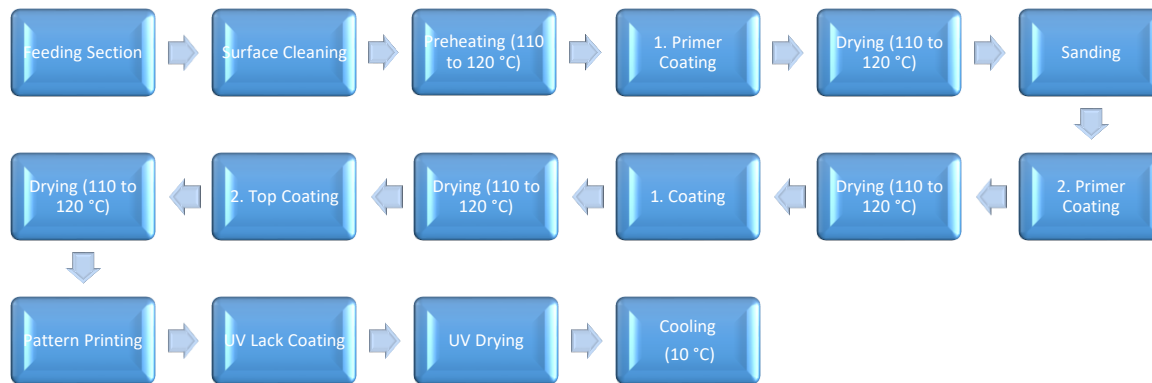 Feeding Section
Surface Cleaning
Preheating (110
to 120 °C)
1. Primer
Coating
Drying (110 to
120 °C)
Sanding
Drying (110 to
120 °C)
2. Top Coating
Drying (110 to
120 °C)
1. Coating
Drying (110 to
120 °C)
2. Primer
Coating
Pattern Printing
UV Lack Coating
UV Drying
Cooling
(10 °C)